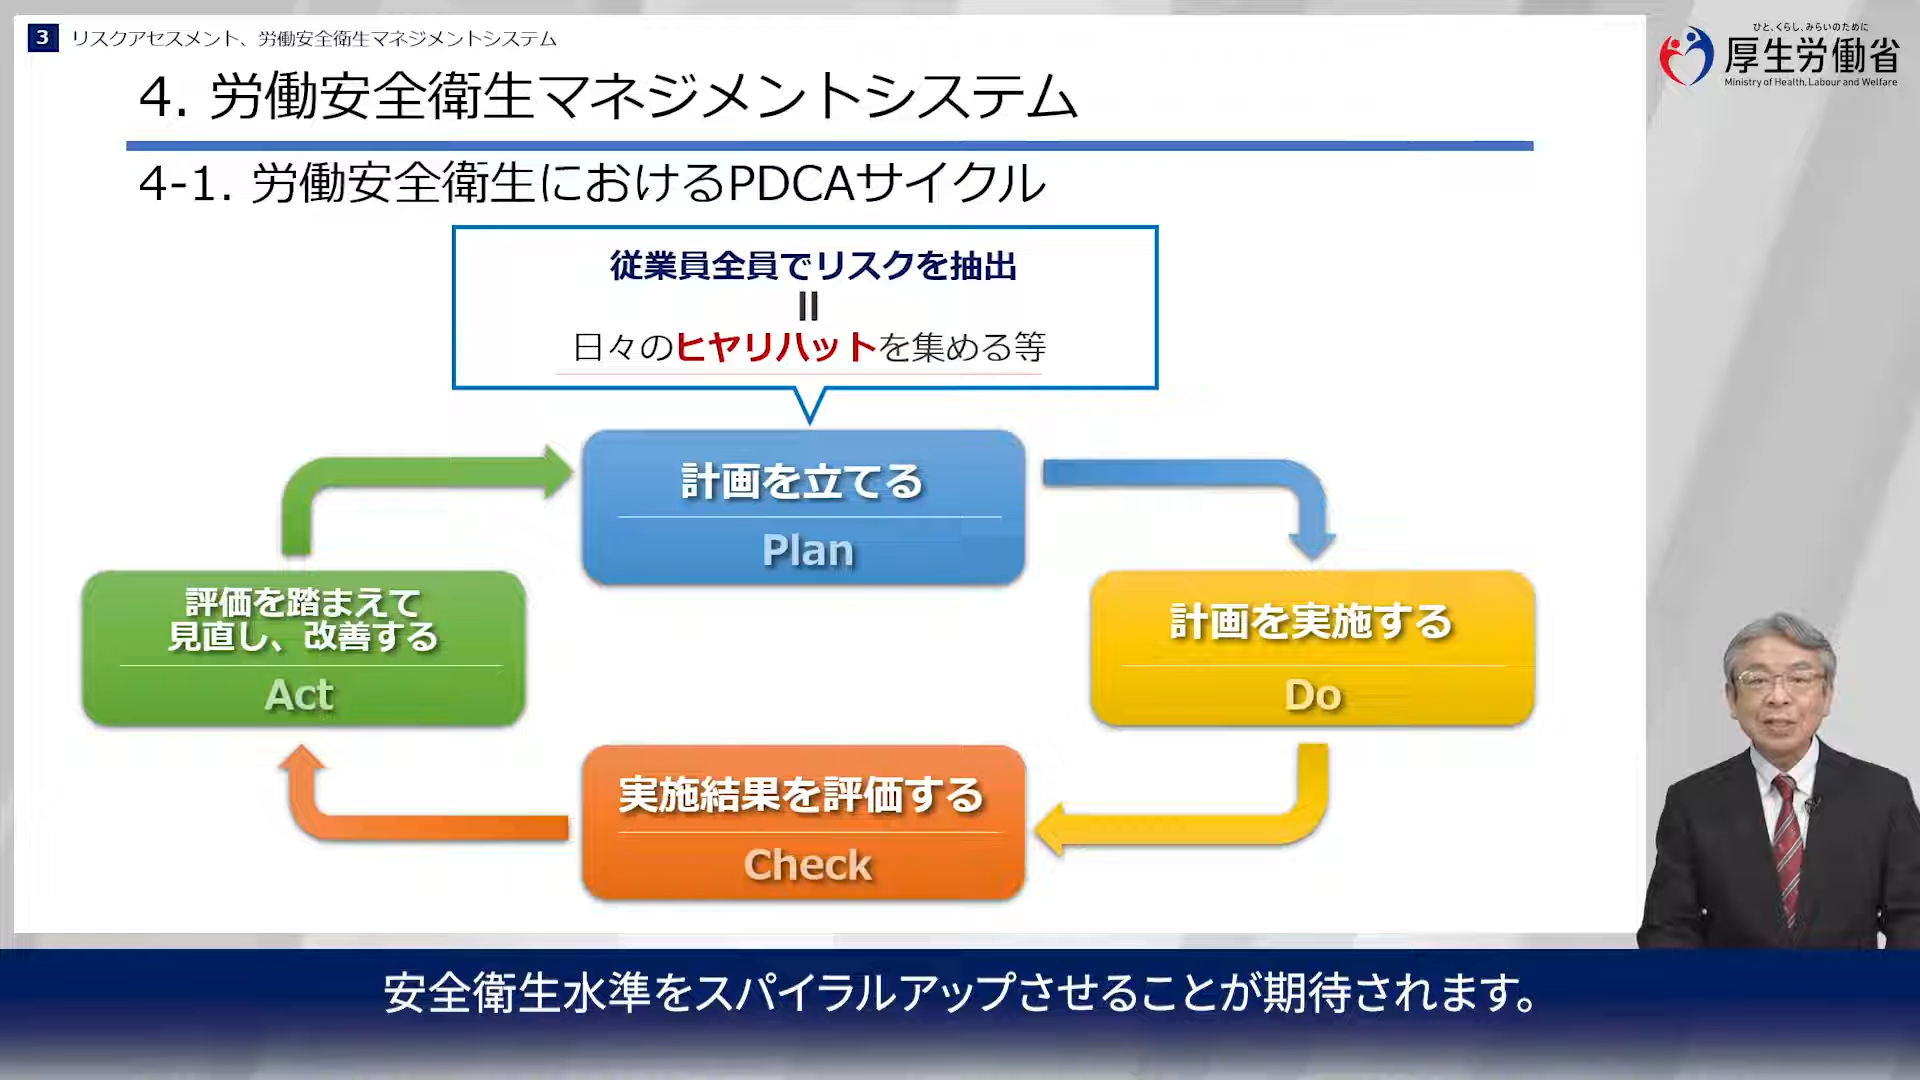 3 リスクアセスメント、労働安全衛生マネジメントシステム
ひと、くらし、みらいのために
厚生労働省
Ministry of Health, Labour and Welfare
4. 労働安全衛生マネジメントシステム
4-1. 労働安全衛生におけるPDCAサイクル
従業員全員でリスクを抽出
=
日々のヒヤリハットを集める等
計画を立てる
Plan
計画を実施する
Do
実施結果を評価する
Check
評価を踏まえて
見直し、改善する
Act
安全衛生水準をスパイラルアップさせることが期待されます。